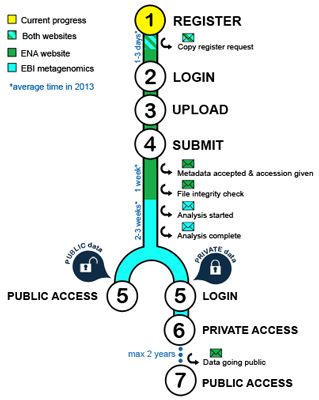 Current progress
Both websites
ENA website
EBI metagenomics
*average time in 2013
1 REGISTER
1-3 days*
Copy register request
2 LOGIN
3 UPLOAD
4 SUBMIT
1 week*
Metadata accepted & accession given
File integrity check
2-3 weeks*
Analysis started
Analysis complete
PUBLIC data
PRIVATE data
PUBLIC ACCESS 5
5 LOGIN
6 PRIVATE ACCESS
max 2 years
Data going public
7 PUBLIC ACCESS